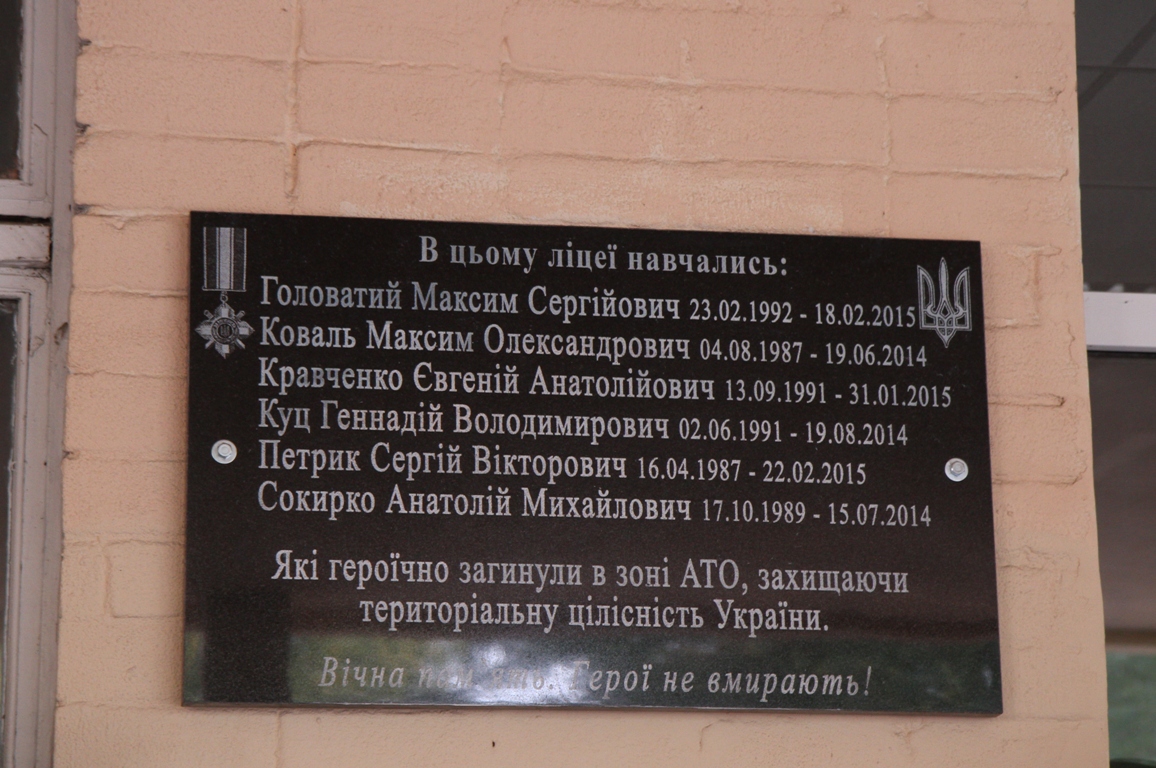 В цьому ліцеї навчались:
Головатий Максим Сергійович 23.02.1992 - 18.02.2015
Коваль Максим Олександрович 04.08.1987 - 19.06.2014
Кравченко Євгеній Анатолійович 13.09.1991 - 31.01.2015
Куц Геннадій Володимирович 02.06.1991 - 19.08.2014
Петрик Сергій Вікторович 16.04.1987 - 22.02.2015
Сокирко Анатолій Михайлович 17.10.1989 - 15.07.2014
Які героїчно загинули в зоні АТО, захищаючи
територіальну цілісність України.
Вічна пам'ять. Герої не вмирають!